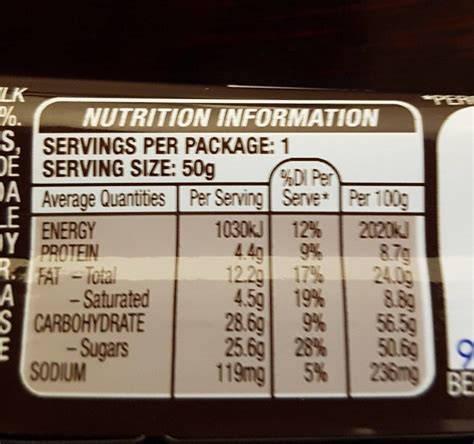 NUTRITION INFORMATION
SERVINGS PER PACKAGE: 1
SERVING SIZE: 50g
Average Quantities Per Serving %DI Per Serve* Per 100g
ENERGY 1030kJ 12% 2020kJ
PROTEIN 4.4g 9% 8.7g
FAT – Total 12.2g 17% 24.0g
– Saturated 4.5g 19% 8.8g
CARBOHYDRATE 28.6g 9% 56.5g
– Sugars 25.6g 28% 50.6g
SODIUM 119mg 5% 236mg